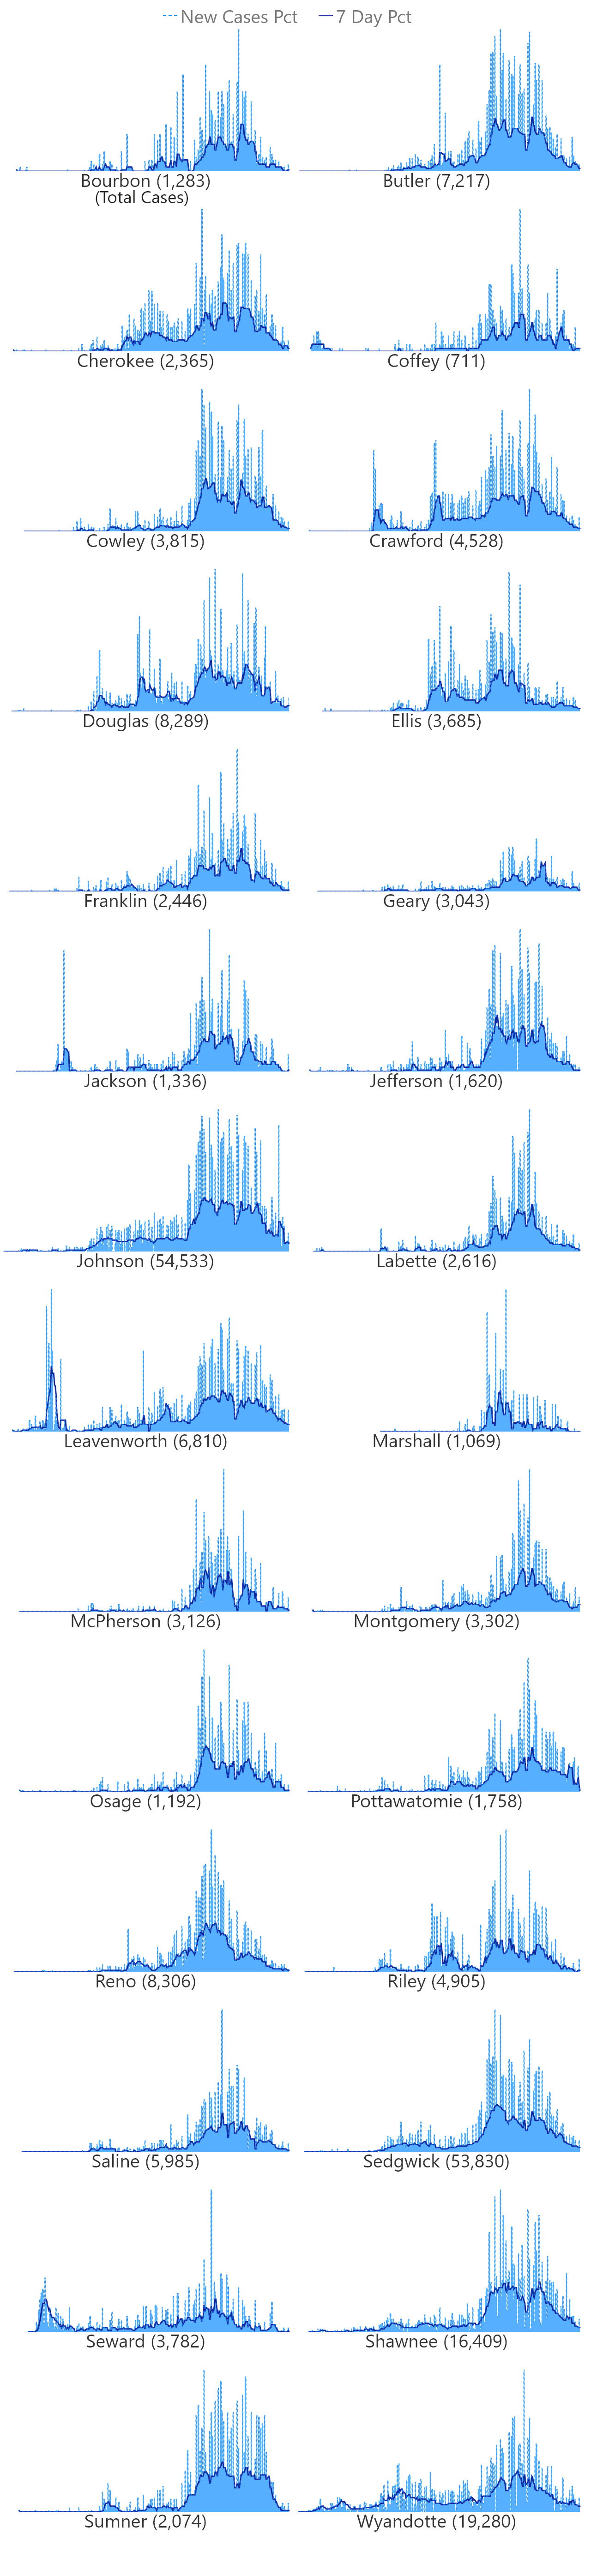 New Cases Pct 7 Day Pct
Bourbon (1,283) Butler (7,217)
(Total Cases)
Cherokee (2,365) Coffey (711)
Cowley (3,815) Crawford (4,528)
Douglas (8,289) Ellis (3,685)
Franklin (2,446) Geary (3,043)
Jackson (1,336) Jefferson (1,620)
Johnson (54,533) Labette (2,616)
Leavenworth (6,810) Marshall (1,069)
McPherson (3,126) Montgomery (3,302)
Osage (1,192) Pottawatomie (1,758)
Reno (8,306) Riley (4,905)
Saline (5,985) Sedgwick (53,830)
Seward (3,782) Shawnee (16,409)
Sumner (2,074) Wyandotte (19,280)